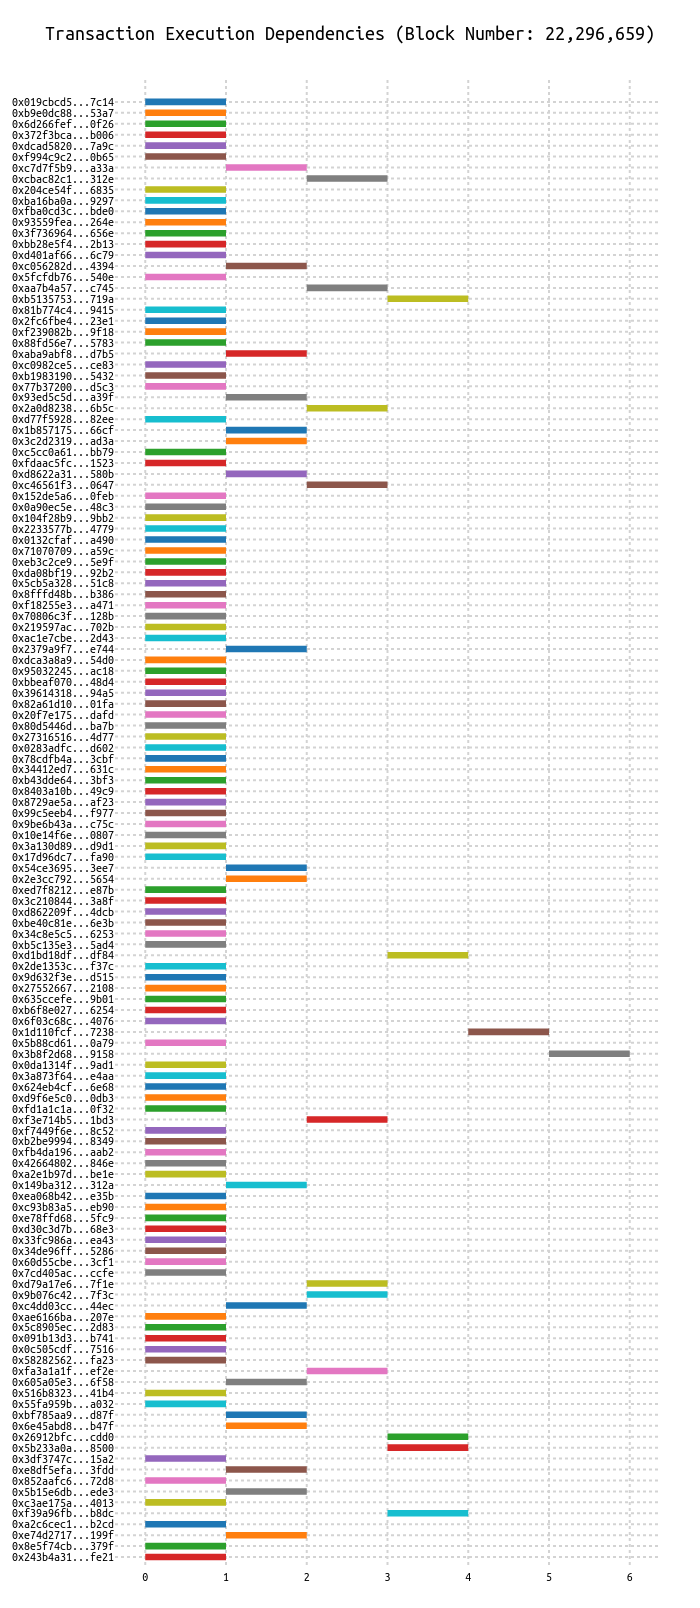 Transaction Execution Dependencies (Block Number: 22,296,659)
0x019cbcd5...7c14
0xb9e0dc88...53a7
0x6d266fef...0f26
0x372f3bca...b006
0xdcad5820...7a9c
0xf994c9c2...0b65
0xc7d7f5b9...a33a
0xcbac82c1...312e
0x204ce54f...6835
0xba16ba0a...9297
0xfba0cd3c...bde0
0x93559fea...264e
0x3f736964...656e
0xbb28e5f4...2b13
0xd401af66...6c79
0xc056282d...4394
0x5fcfdb76...540e
0xaa7b4a57...c745
0xb5135753...719a
0x81b774c4...9415
0x2fc6fbe4...23e1
0xf239082b...9f18
0x88fd56e7...5783
0xaba9abf8...d7b5
0xc0982ce5...ce83
0xb1983190...5432
0x77b37200...d5c3
0x93ed5c5d...a39f
0x2a0d8238...6b5c
0xd77f5928...82ee
0x1b857175...66cf
0x3c2d2319...ad3a
0xc5cc0a61...bb79
0xfdaac5fc...1523
0xd8622a31...580b
0xc46561f3...0647
0x152de5a6...0feb
0x0a90ec5e...48c3
0x104f28b9...9bb2
0x2233577b...4779
0x0132cfaf...a490
0x71070709...a59c
0xeb3c2ce9...5e9f
0xda08bf19...92b2
0x5cb5a328...51c8
0x8fffd48b...b386
0xf18255e3...a471
0x70806c3f...128b
0x219597ac...702b
0xac1e7cbe...2d43
0x2379a9f7...e744
0xdca3a8a9...54d0
0x95032245...ac18
0xbbeaf070...48d4
0x39614318...94a5
0x82a61d10...01fa
0x20f7e175...dafd
0x80d5446d...ba7b
0x27316516...4d77
0x0283adfc...d602
0x78cdfb4a...3cbf
0x34412ed7...631c
0xb43dde64...3bf3
0x8403a10b...49c9
0x8729ae5a...af23
0x99c5eeb4...f977
0x9be6b43a...c75c
0x10e14f6e...0807
0x3a130d89...d9d1
0x17d96dc7...fa90
0x54ce3695...3ee7
0x2e3cc792...5654
0xed7f8212...e87b
0x3c210844...3a8f
0xd862209f...4dcb
0xbe40c81e...6e3b
0x34c8e5c5...6253
0xb5c135e3...5ad4
0xd1bd18df...df84
0x2de1353c...f37c
0x9d632f3e...d515
0x27552667...2108
0x635ccefe...9b01
0xb6f8e027...6254
0x6f03c68c...4076
0x1d110fcf...7238
0x5b88cd61...0a79
0x3b8f2d68...9158
0x0da1314f...9ad1
0x3a873f64...e4aa
0x624eb4cf...6e68
0xd9f6e5c0...0db3
0xfd1a1c1a...0f32
0xf3e714b5...1bd3
0xf7449f6e...8c52
0xb2be9994...8349
0xfb4da196...aab2
0x42664802...846e
0xa2e1b97d...be1e
0x149ba312...312a
0xea068b42...e35b
0xc93b83a5...eb90
0xe78ffd68...5fc9
0xd30c3d7b...68e3
0x33fc986a...ea43
0x34de96ff...5286
0x60d55cbe...3cf1
0x7cd405ac...ccfe
0xd79a17e6...7f1e
0x9b076c42...7f3c
0xc4dd03cc...44ec
0xae6166ba...207e
0x5c8905ec...2d83
0x091b13d3...b741
0x0c505cdf...7516
0x58282562...fa23
0xfa3a1a1f...ef2e
0x605a05e3...6f58
0x516b8323...41b4
0x55fa959b...a032
0xbf785aa9...d87f
0x6e45abd8...b47f
0x26912bfc...cdd0
0x5b233a0a...8500
0x3df3747c...15a2
0xe8df5efa...3fdd
0x852aafc6...72d8
0x5b15e6db...ede3
0xc3ae175a...4013
0xf39a96fb...b8dc
0xa2c6cec1...b2cd
0xe74d2717...199f
0x8e5f74cb...379f
0x243b4a31...fe21
0 1 2 3 4 5 6